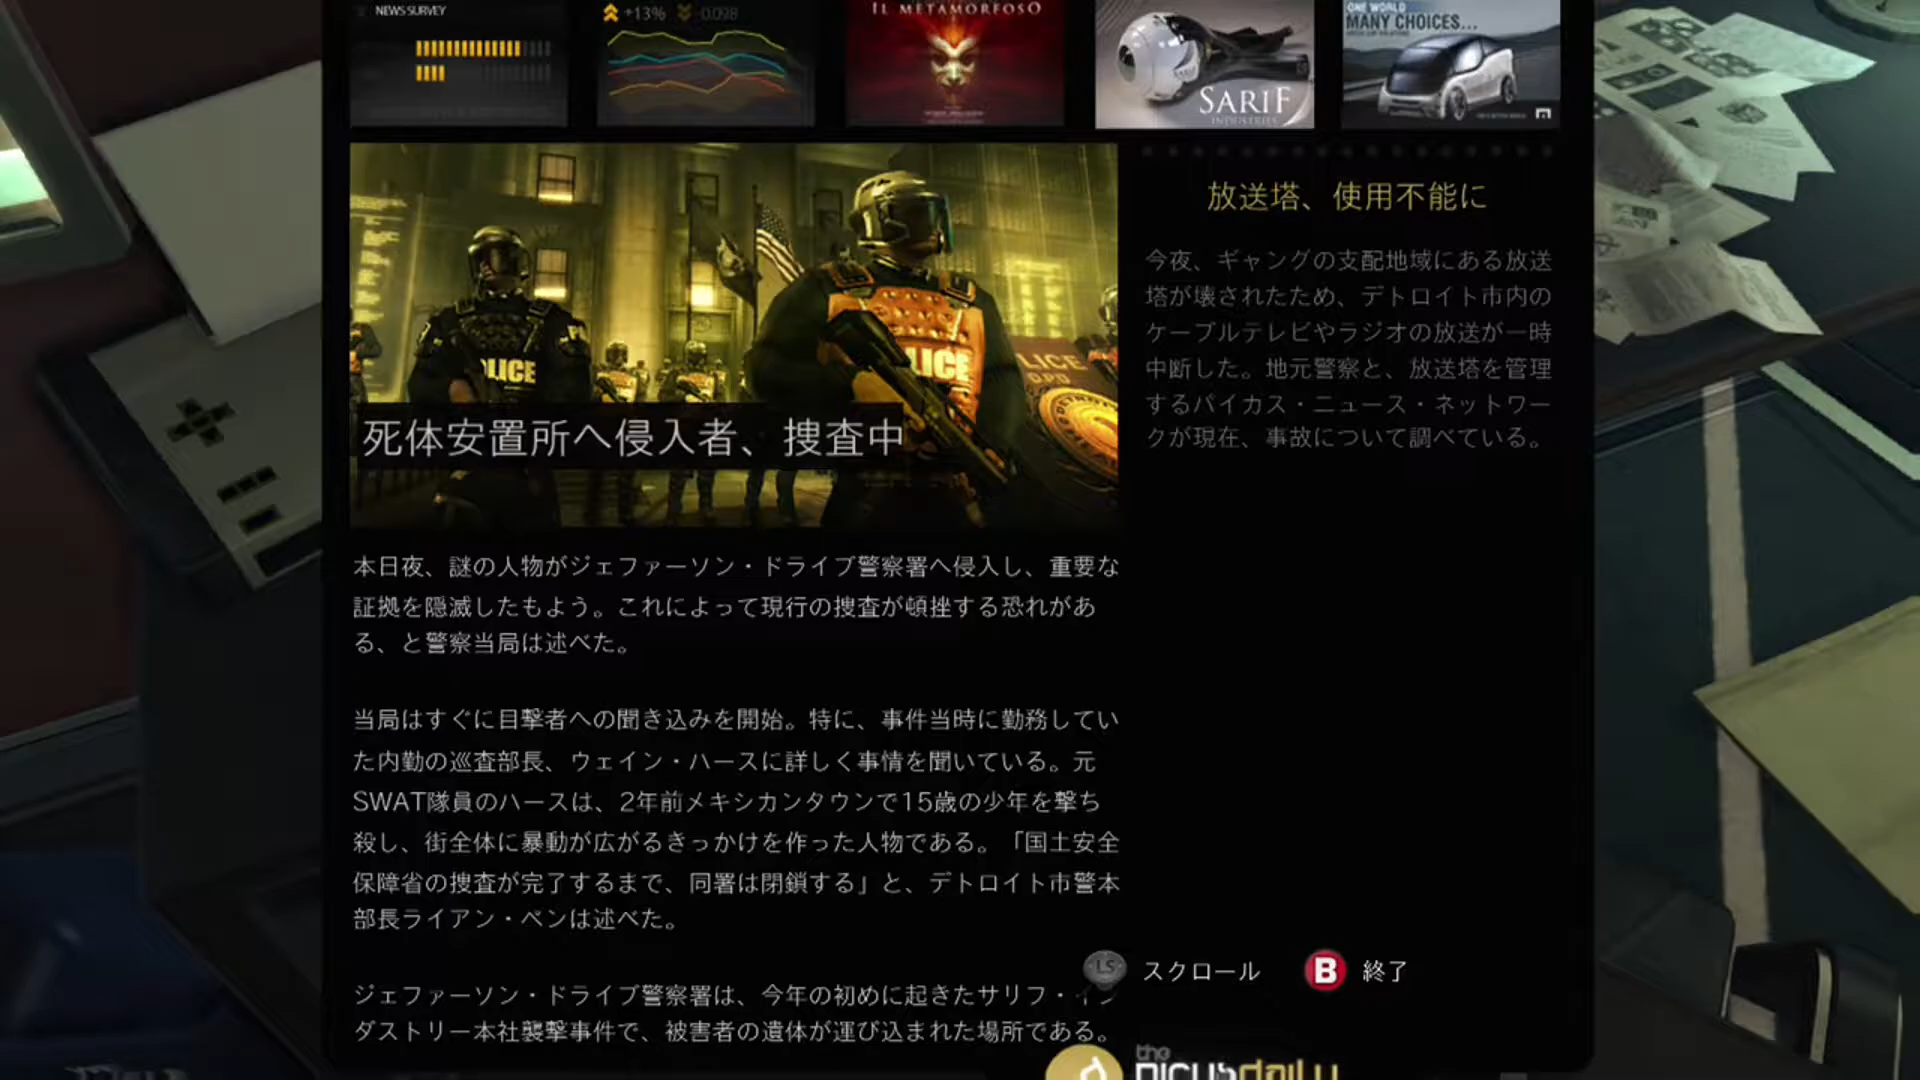 NEWS SURVEY
+13% -0.098
IL METAMORFOSO
SARIF
INDUSTRIES
ONE WORLD
MANY CHOICES...
POLICE
POLICE
死体安置所へ侵入者、捜査中
本日夜、謎の人物がジェファーソン・ドライブ警察署へ侵入し、重要な
証拠を隠滅したもよう。これによって現行の捜査が頓挫する恐れがあ
る、と警察当局は述べた。
当局はすぐに目撃者への聞き込みを開始。特に、事件当時に勤務してい
た内勤の巡査部長、ウェイン・ハースに詳しく事情を聞いている。元
SWAT隊員のハースは、2年前メキシカンタウンで15歳の少年を撃ち
殺し、街全体に暴動が広がるきっかけを作った人物である。「国土安全
保障省の捜査が完了するまで、同署は閉鎖する」と、デトロイト市警本
部長ライアン・ペンは述べた。
ジェファーソン・ドライブ警察署は、今年の初めに起きたサリフ・イン
ダストリー本社襲撃事件で、被害者の遺体が運び込まれた場所である。
放送塔、使用不能に
今夜、ギャングの支配地域にある放送
塔が壊されたため、デトロイト市内の
ケーブルテレビやラジオの放送が一時
中断した。地元警察と、放送塔を管理
するパイカス・ニュース・ネットワー
クが現在、事故について調べている。
LS スクロール B 終了
the
picusdaily